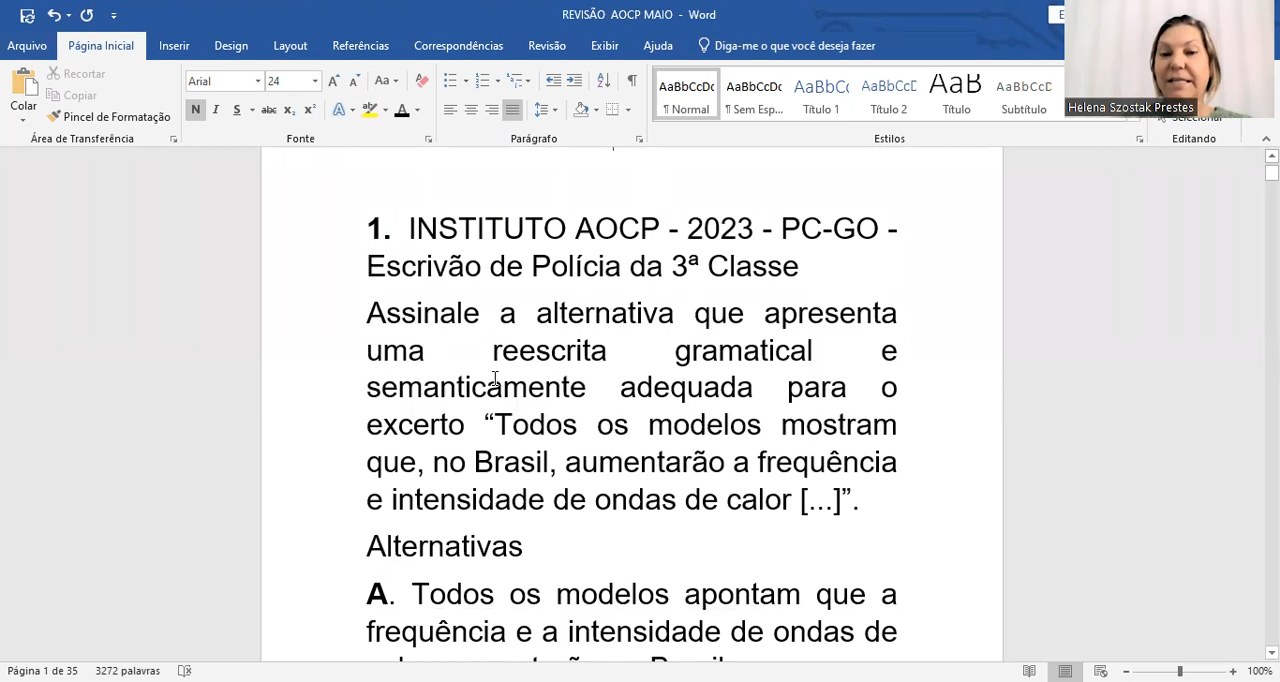 REVISÃO AOCP MAIO - Word
Arquivo Página Inicial Inserir Design Layout Referências Correspondências Revisão Exibir Ajuda Diga-me o que você deseja fazer
Recortar
Copiar
Colar
Pincel de Formatação
Área de Transferência
Arial 24
Fonte
Parágrafo
AaBbCcDc AaBbCcDc AaBbCc AaBbCcD AaB AaBbCcD
¶ Normal ¶ Sem Esp... Título 1 Título 2 Título Subtítulo
Estilos
Helena Szostak Prestes
Selecionar
Editando
1. INSTITUTO AOCP - 2023 - PC-GO -
Escrivão de Polícia da 3ª Classe
Assinale a alternativa que apresenta
uma reescrita gramatical e
semanticamente adequada para o
excerto “Todos os modelos mostram
que, no Brasil, aumentarão a frequência
e intensidade de ondas de calor [...]”.
Alternativas
A. Todos os modelos apontam que a
frequência e a intensidade de ondas de
Página 1 de 35 3272 palavras 100%